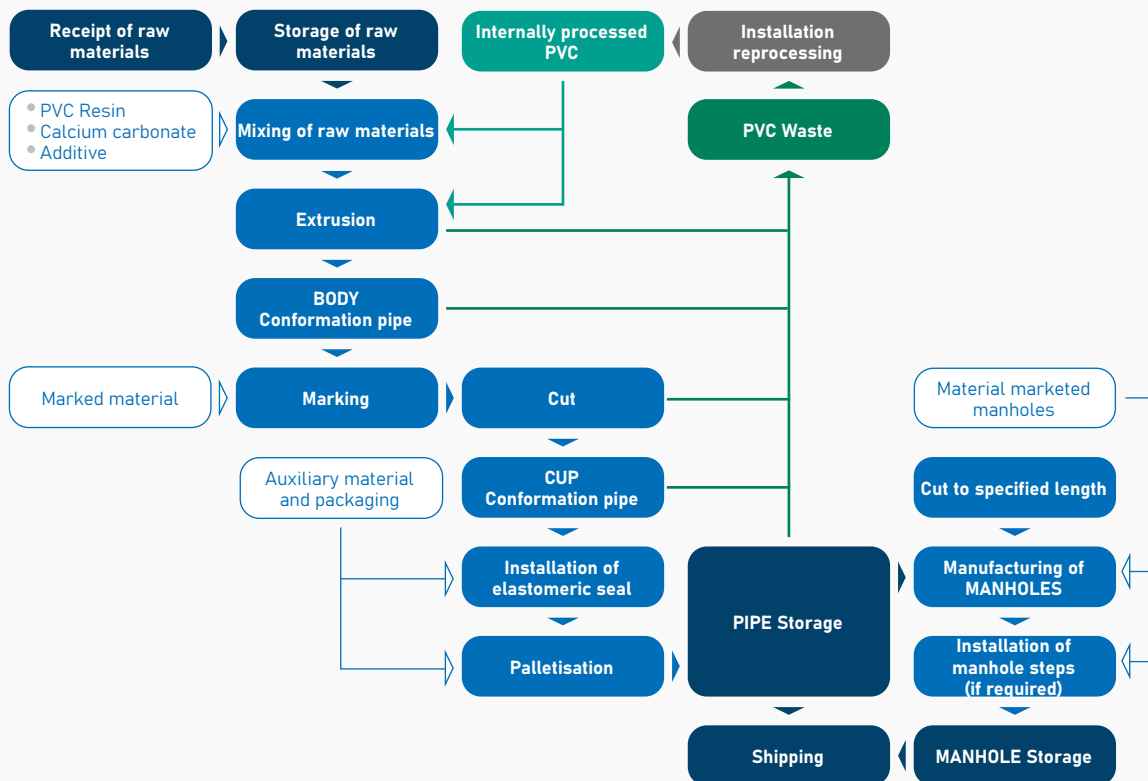 Receipt of raw
materials
Storage of raw
materials
Internally processed
PVC
Installation
reprocessing
PVC Resin
Calcium carbonate
Additive
Mixing of raw materials
PVC Waste
Extrusion
BODY
Conformation pipe
Marked material
Marking
Cut
Material marketed
manholes
Auxiliary material
and packaging
CUP
Conformation pipe
Cut to specified length
Installation of
elastomeric seal
PIPE Storage
Manufacturing of
MANHOLES
Palletisation
Installation of
manhole steps
(if required)
Shipping
MANHOLE Storage